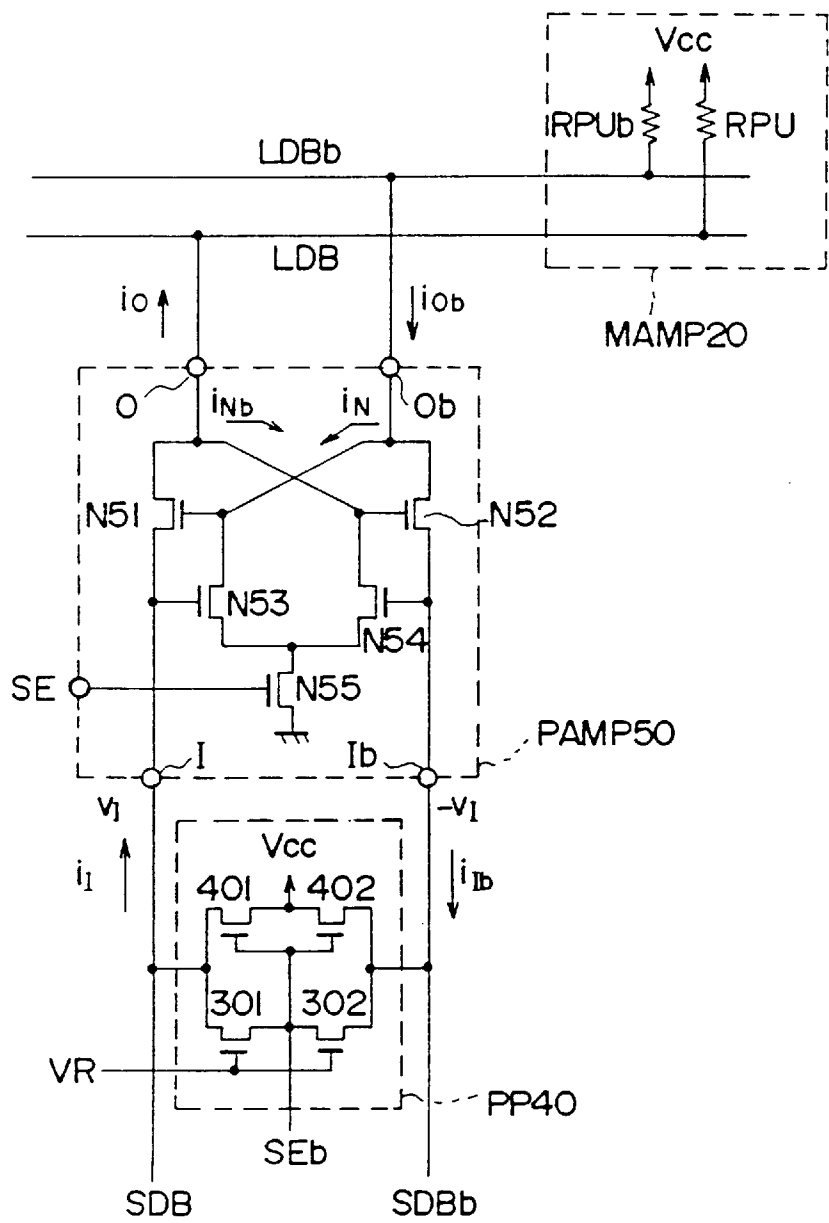 Vcc
RPUb
RPU
LDBb
LDB
MAMP20
iO
iOb
O
Ob
iNb
iN
N51
N52
N53
N54
SE
N55
PAMP50
I
Ib
vI
-vI
Vcc
iI
iIb
401
402
301
302
VR
PP40
SEb
SDB
SDBb